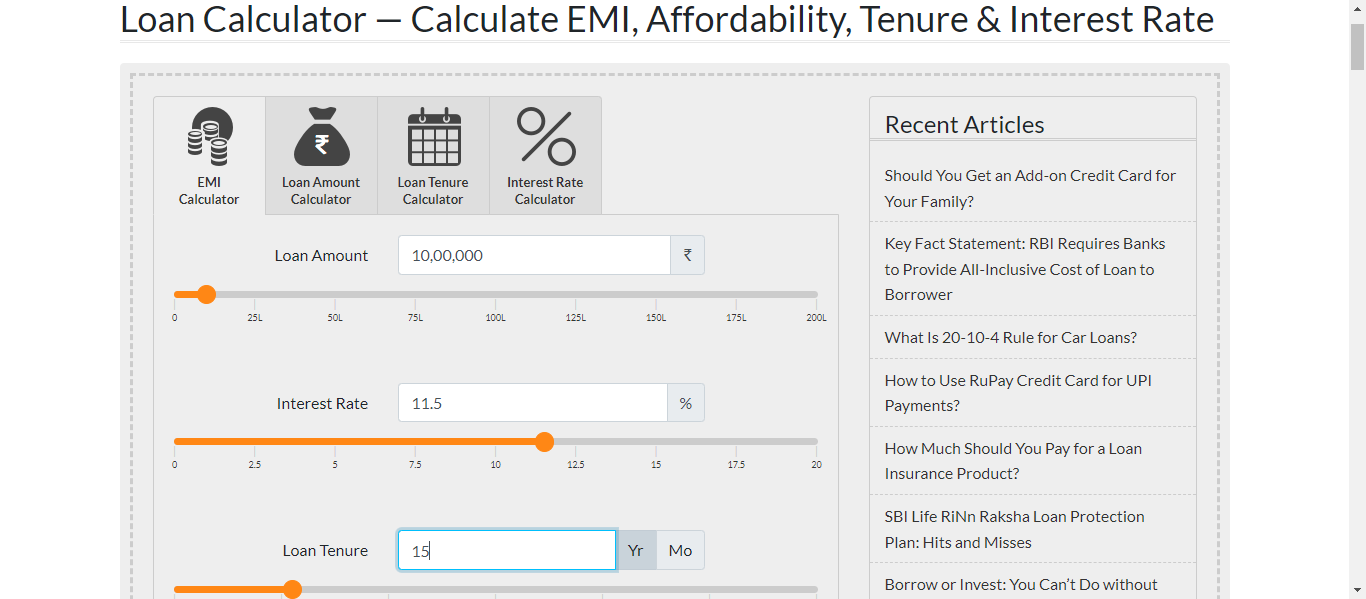 Loan Calculator — Calculate EMI, Affordability, Tenure & Interest Rate
EMI
Calculator
Loan Amount
Calculator
Loan Tenure
Calculator
Interest Rate
Calculator
Loan Amount 10,00,000 ₹
0 25L 50L 75L 100L 125L 150L 175L 200L
Interest Rate 11.5 %
0 2.5 5 7.5 10 12.5 15 17.5 20
Loan Tenure 15 Yr Mo
Recent Articles
Should You Get an Add-on Credit Card for
Your Family?
Key Fact Statement: RBI Requires Banks
to Provide All-Inclusive Cost of Loan to
Borrower
What Is 20-10-4 Rule for Car Loans?
How to Use RuPay Credit Card for UPI
Payments?
How Much Should You Pay for a Loan
Insurance Product?
SBI Life RiNn Raksha Loan Protection
Plan: Hits and Misses
Borrow or Invest: You Can’t Do without